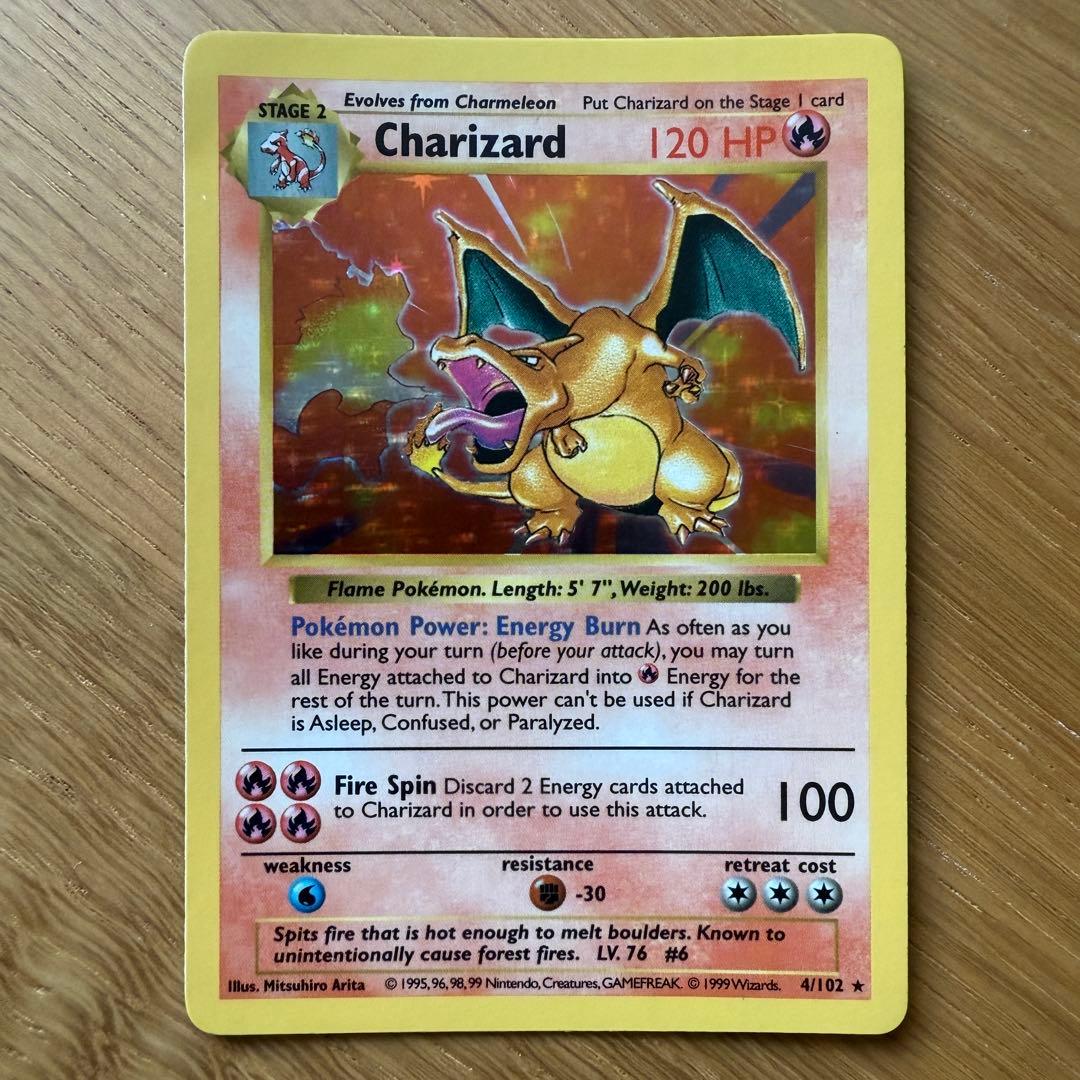 STAGE 2
Evolves from Charmeleon Put Charizard on the Stage 1 card
Charizard 120 HP
Flame Pokémon. Length: 5' 7", Weight: 200 lbs.
Pokémon Power: Energy Burn As often as you
like during your turn (before your attack), you may turn
all Energy attached to Charizard into Energy for the
rest of the turn. This power can't be used if Charizard
is Asleep, Confused, or Paralyzed.
Fire Spin Discard 2 Energy cards attached
to Charizard in order to use this attack.
100
weakness resistance retreat cost
-30
Spits fire that is hot enough to melt boulders. Known to
unintentionally cause forest fires. LV. 76 #6
Illus. Mitsuhiro Arita © 1995, 96, 98, 99 Nintendo, Creatures, GAMEFREAK. © 1999 Wizards. 4/102 ★